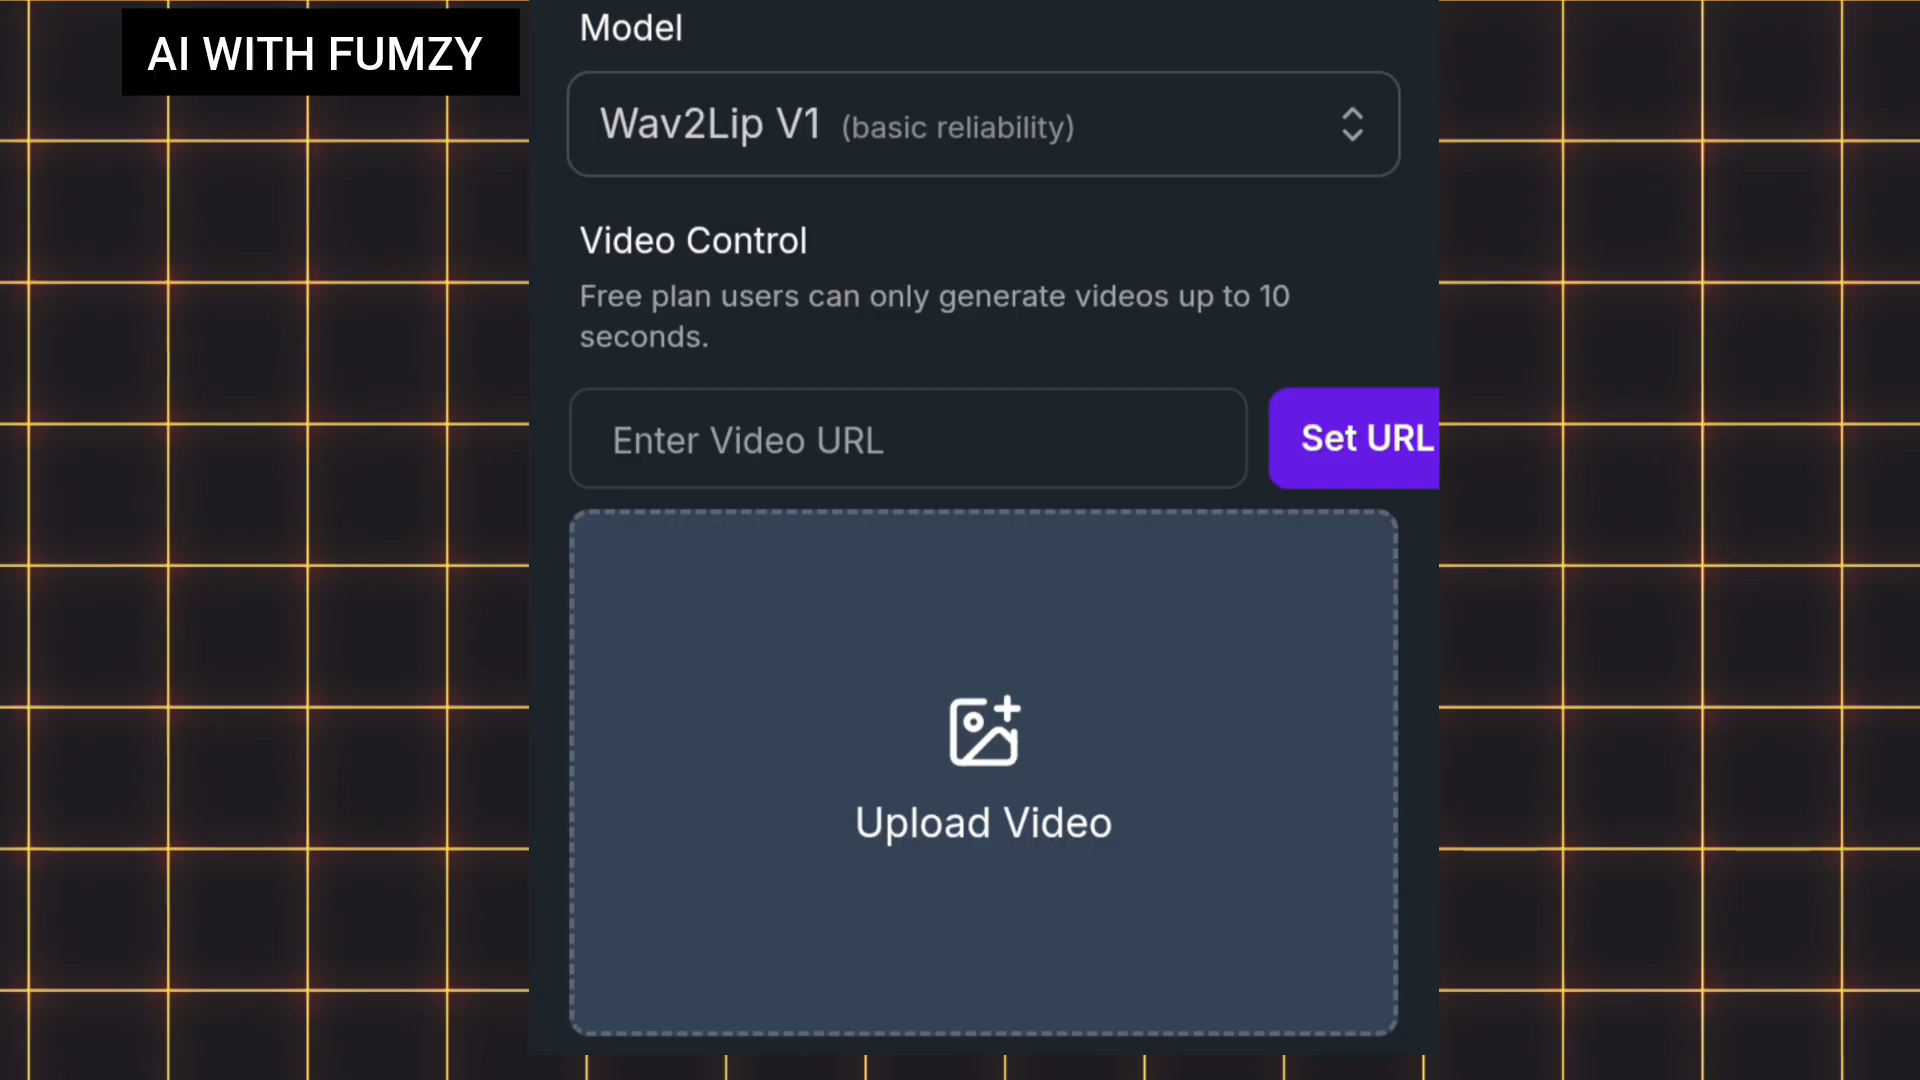 AI WITH FUMZY
Model
Wav2Lip V1 (basic reliability)
Video Control
Free plan users can only generate videos up to 10
seconds.
Enter Video URL
Set URL
Upload Video